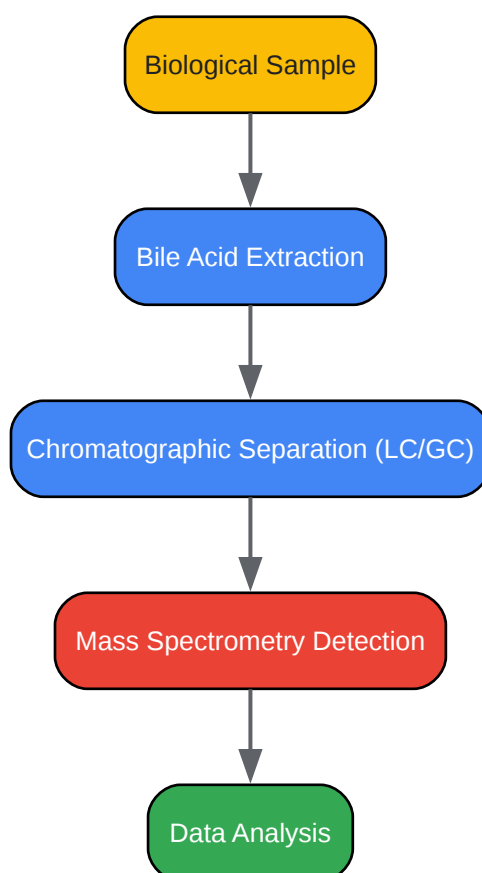 Biological Sample
Bile Acid Extraction
Chromatographic Separation (LC/GC)
Mass Spectrometry Detection
Data Analysis